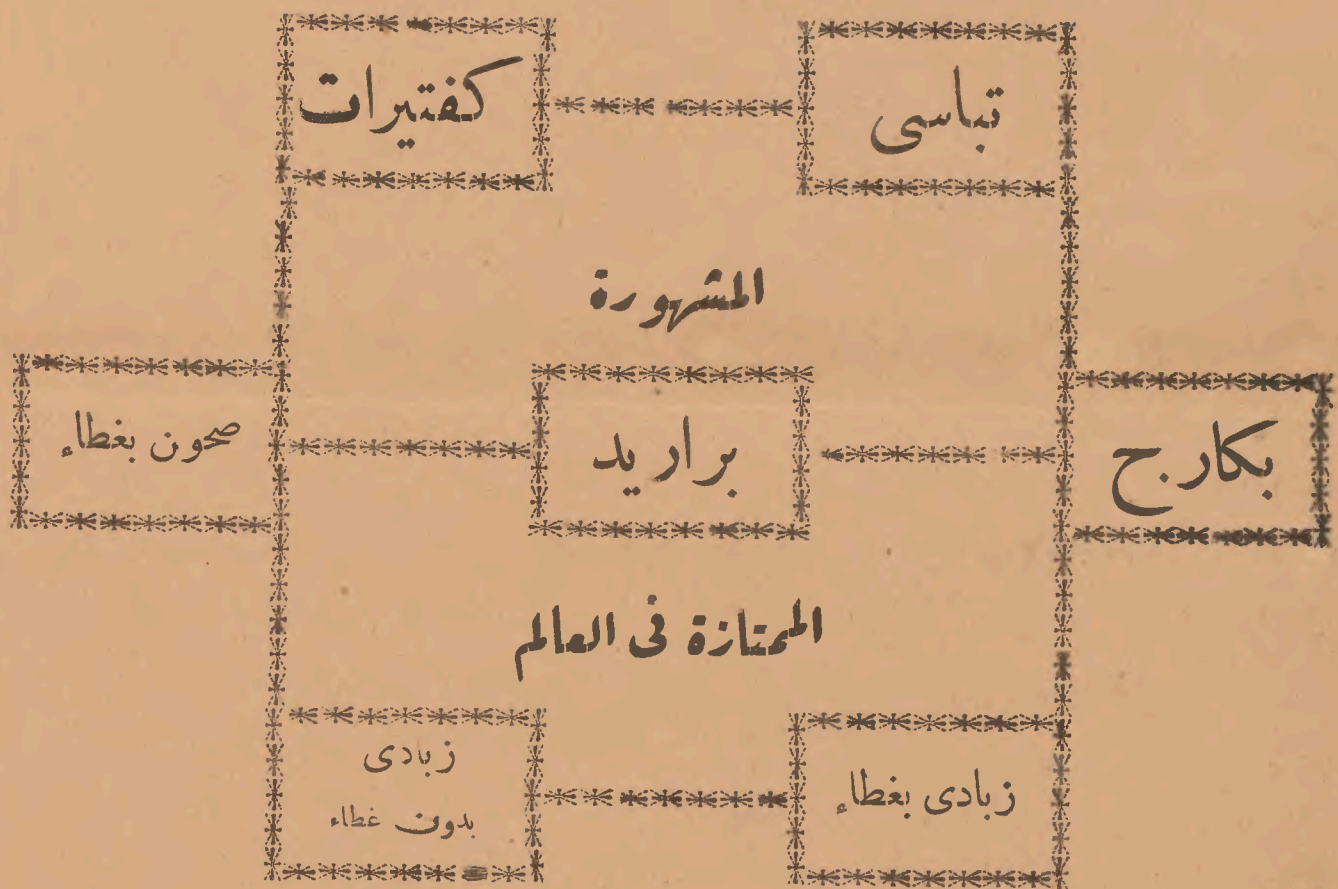 تباسى
كفتيرات
المشهورة
بكارج
براريد
صحون بغطاء
الممتازة فى العالم
زبادى بغطاء
زبادى
بدون غطاء